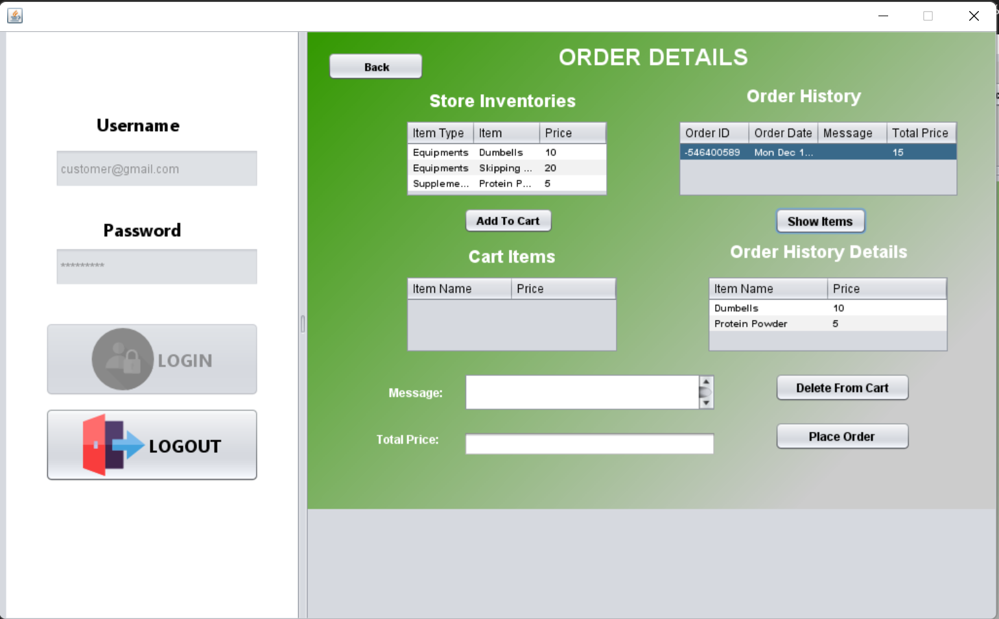 Username
customer@gmail.com
Password
*********
LOGIN
LOGOUT
Back
ORDER DETAILS
Store Inventories
Item Type Item Price
Equipments Dumbells 10
Equipments Skipping ... 20
Suppleme... Protein P... 5
Add To Cart
Cart Items
Item Name Price
Order History
Order ID Order Date Message Total Price
-546400589 Mon Dec 1... 15
Show Items
Order History Details
Item Name Price
Dumbells 10
Protein Powder 5
Message:
Delete From Cart
Total Price:
Place Order